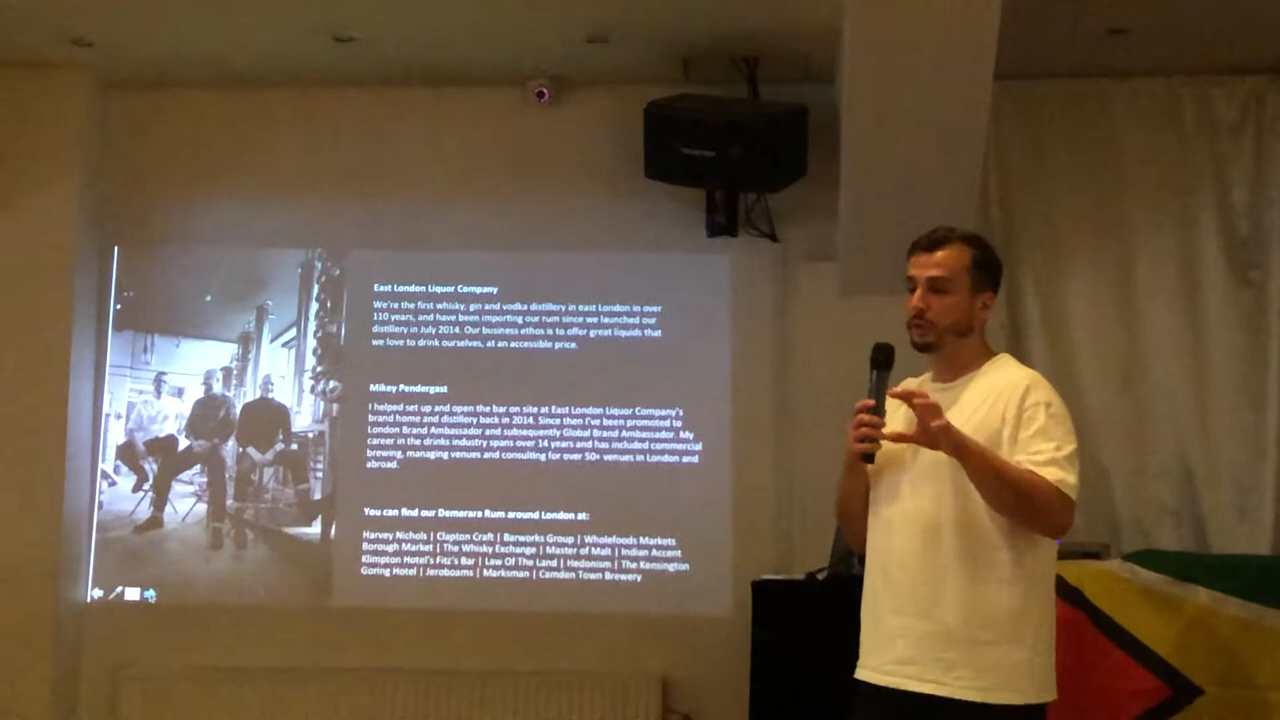 East London Liquor Company
We're the first whisky, gin and vodka distillery in east London in over
110 years, and have been importing our rum since we launched our
distillery in July 2014. Our business ethos is to offer great liquids that
we love to drink ourselves, at an accessible price.
Mikey Pendergast
I helped set up and open the bar on site at East London Liquor Company's
brand home and distillery back in 2014. Since then I've been promoted to
London Brand Ambassador and subsequently Global Brand Ambassador. My
career in the drinks industry spans over 14 years and has included commercial
brewing, managing venues and consulting for over 50+ venues in London and
abroad.
You can find our Demerara Rum around London at:
Harvey Nichols | Clapton Craft | Barworks Group | Wholefoods Markets
Borough Market | The Whisky Exchange | Master of Malt | Indian Accent
Klimpton Hotel's Fitz's Bar | Law Of The Land | Hedonism | The Kensington
Goring Hotel | Jeroboams | Marksman | Camden Town Brewery